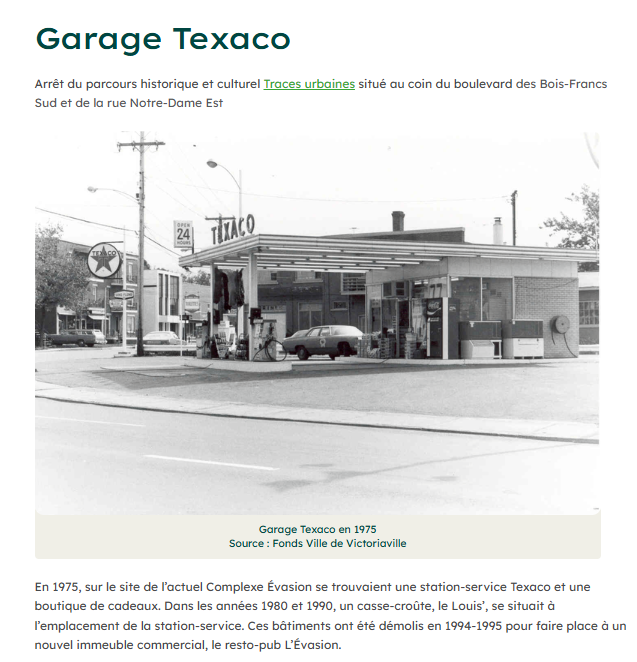 Garage Texaco
Arrêt du parcours historique et culturel Traces urbaines situé au coin du boulevard des Bois-Francs
Sud et de la rue Notre-Dame Est
OPEN
24
HOURS
TEXACO
TEXACO
Garage Texaco en 1975
Source : Fonds Ville de Victoriaville
En 1975, sur le site de l’actuel Complexe Évasion se trouvaient une station-service Texaco et une
boutique de cadeaux. Dans les années 1980 et 1990, un casse-croûte, le Louis’, se situait à
l’emplacement de la station-service. Ces bâtiments ont été démolis en 1994-1995 pour faire place à un
nouvel immeuble commercial, le resto-pub L’Évasion.